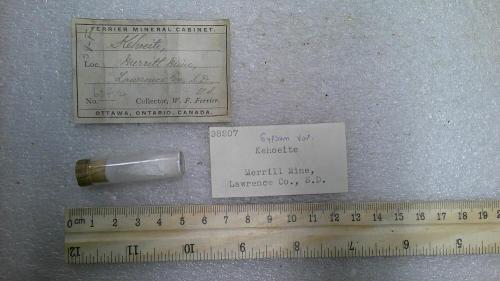 FERRIER MINERAL CABINET.
Kehoeite,
Loc. Merrill Mine,
Lawrence Co., S.D.
U.S.
No. Collector, W. F. Ferrier.
OTTAWA, ONTARIO, CANADA.
38207 Gypsum var.
Kehoeite
Merrill Mine,
Lawrence Co., S.D.
0cm 1 2 3 4 5 6 7 8 9 10 11 12 13 14 15 16 17 18 19
12 11 10 9 8 7 6 5